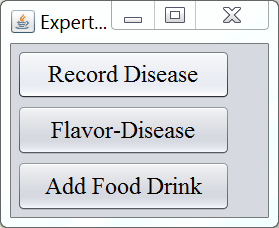 Expert...
Record Disease
Flavor-Disease
Add Food Drink